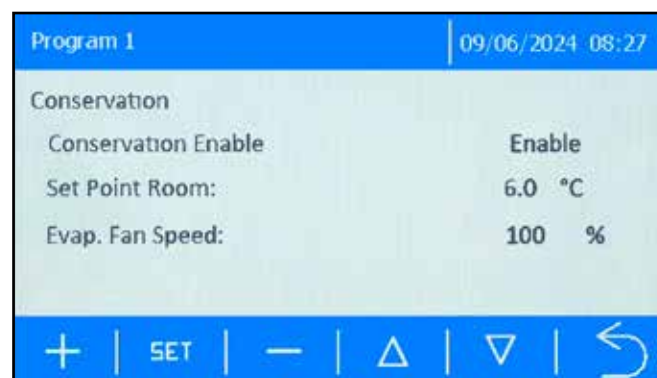 Program 1 09/06/2024 08:27
Conservation
Conservation Enable Enable
Set Point Room: 6.0 °C
Evap. Fan Speed: 100 %
SET